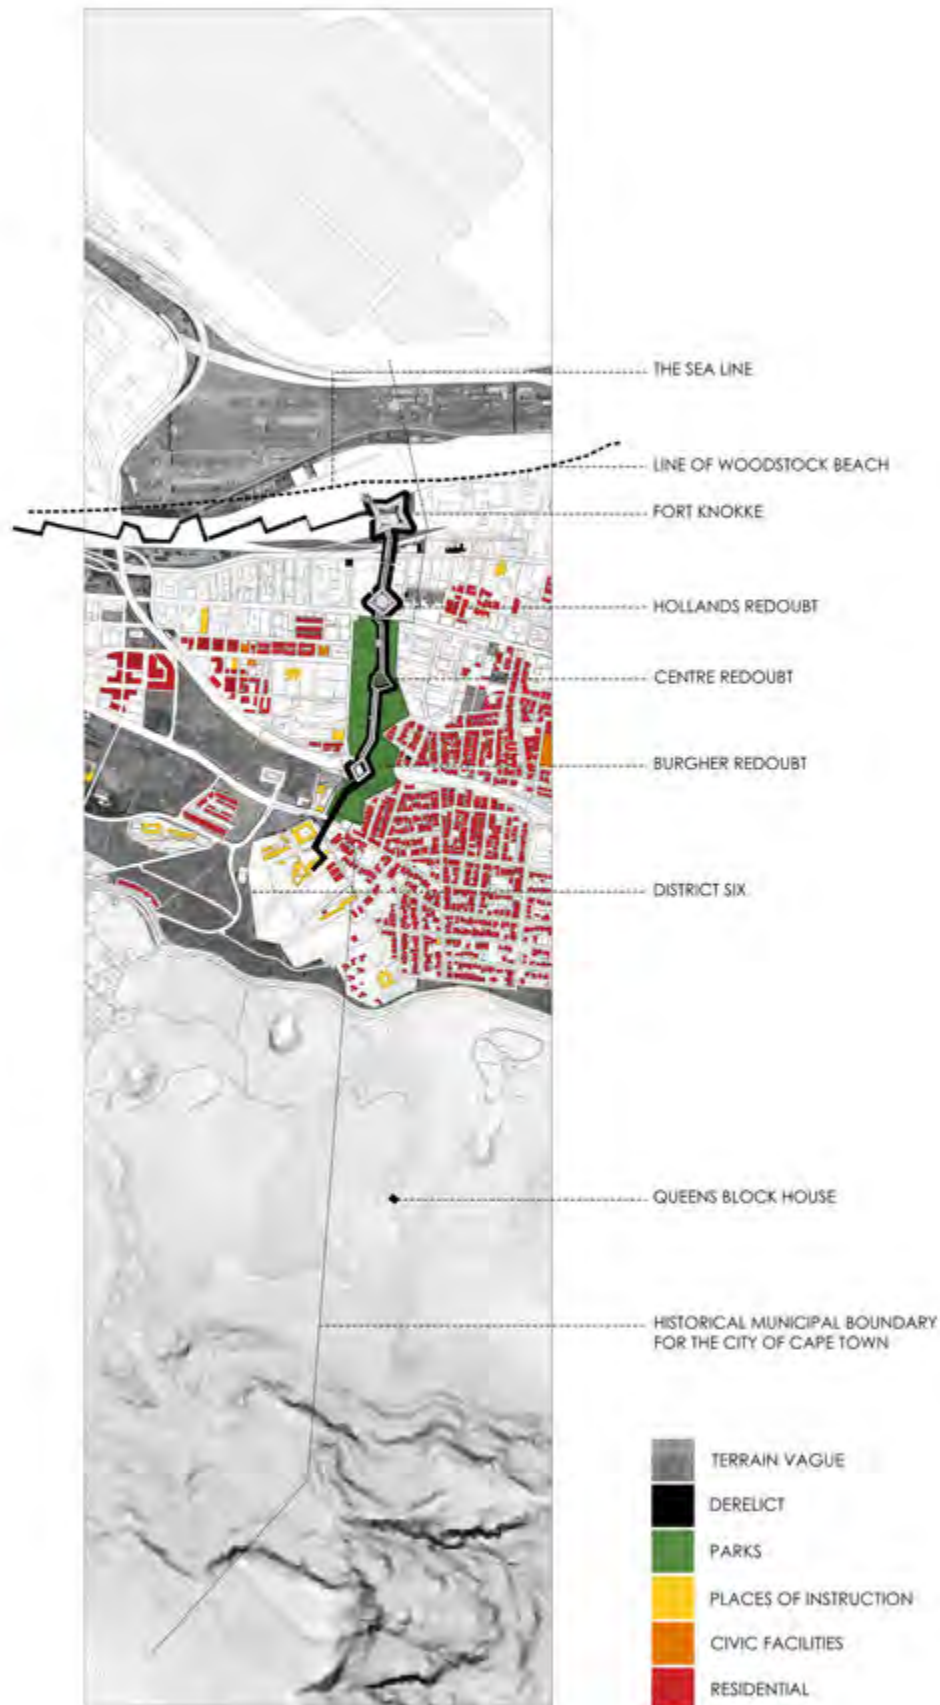 THE SEA LINE
LINE OF WOODSTOCK BEACH
FORT KNOKKE
HOLLANDS REDOUBT
CENTRE REDOUBT
BURGHER REDOUBT
DISTRICT SIX
QUEENS BLOCK HOUSE
HISTORICAL MUNICIPAL BOUNDARY
FOR THE CITY OF CAPE TOWN
TERRAIN VAGUE
DERELICT
PARKS
PLACES OF INSTRUCTION
CIVIC FACILITIES
RESIDENTIAL